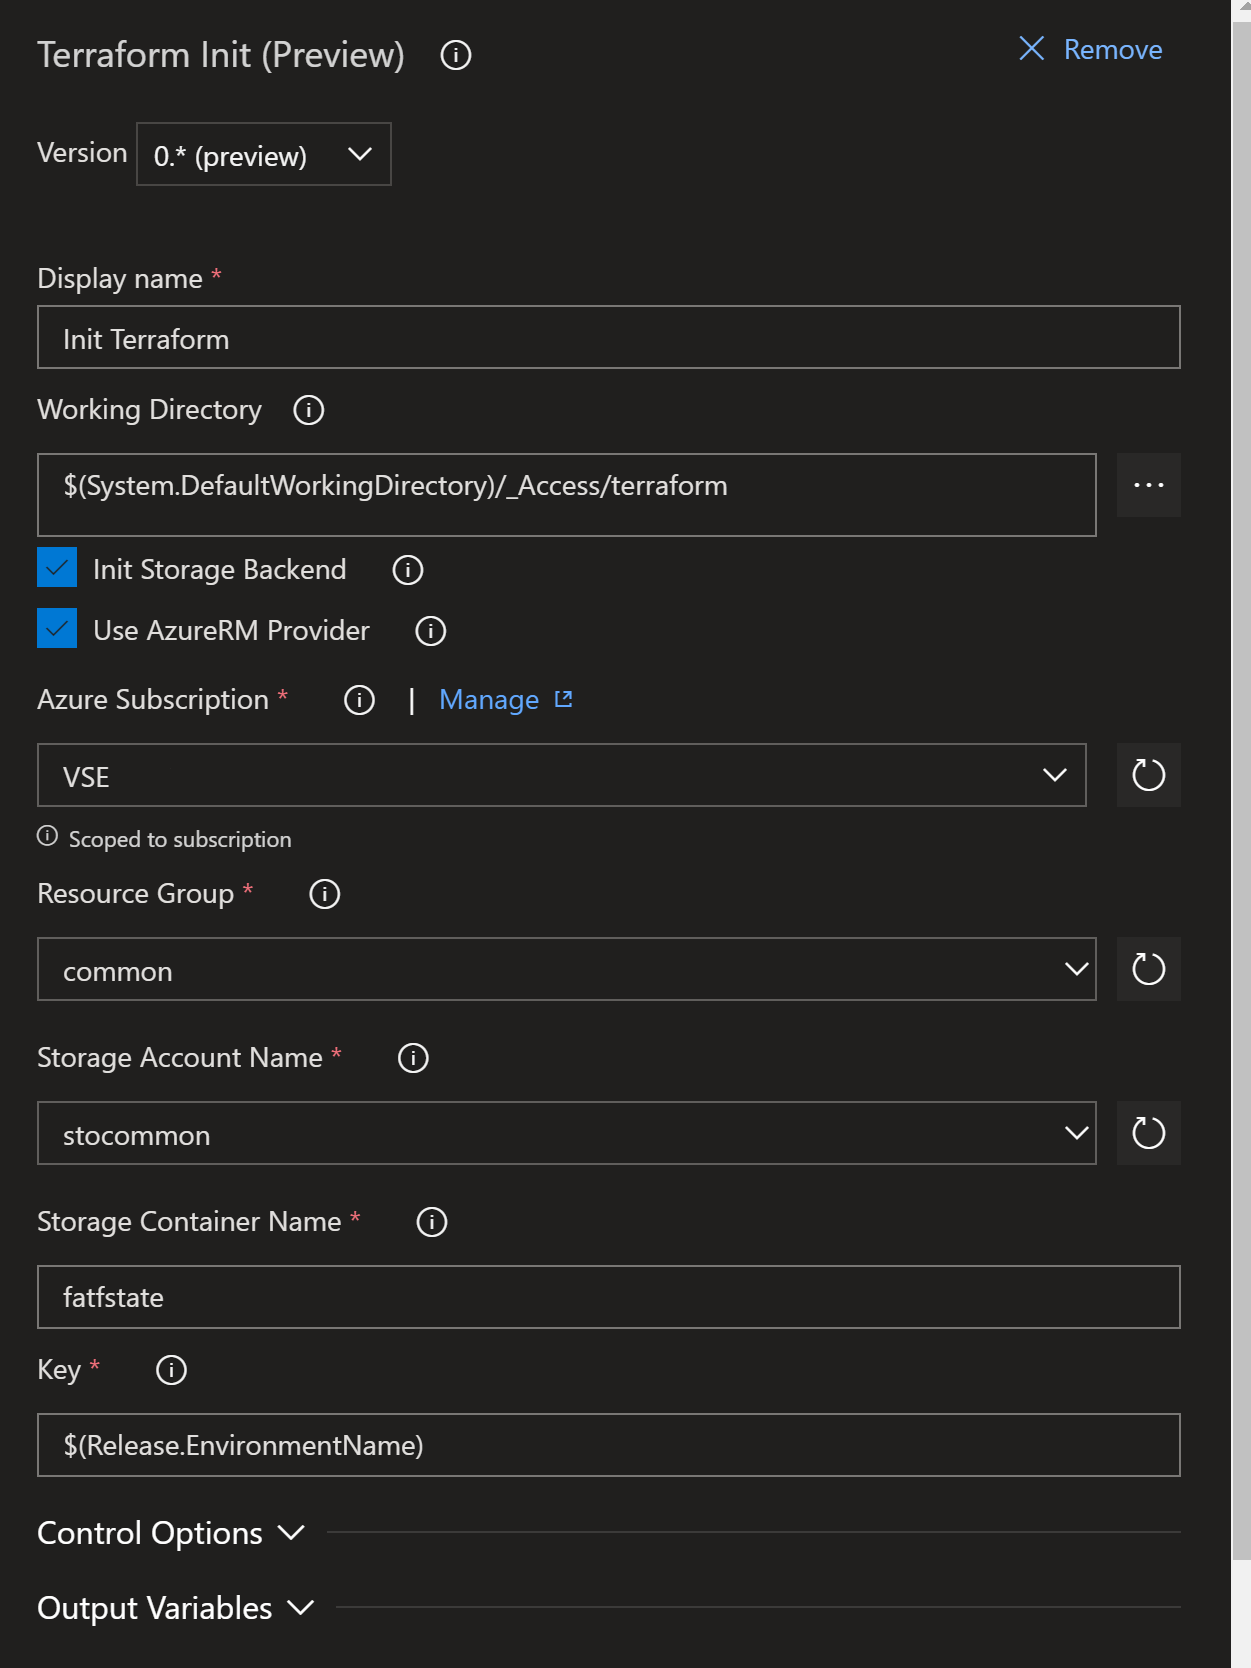 Terraform Init (Preview)
Remove
Version 0.* (preview)
Display name *
Init Terraform
Working Directory
$(System.DefaultWorkingDirectory)/_Access/terraform
...
Init Storage Backend
Use AzureRM Provider
Azure Subscription * | Manage
VSE
Scoped to subscription
Resource Group *
common
Storage Account Name *
stocommon
Storage Container Name *
fatfstate
Key *
$(Release.EnvironmentName)
Control Options
Output Variables